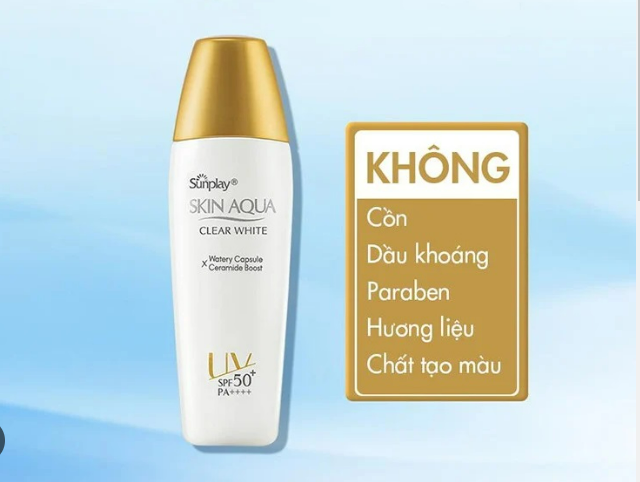 Sunplay®
SKIN AQUA
CLEAR WHITE
x Watery Capsule
Ceramide Boost
UV
SPF50+
PA++++
KHÔNG
Cồn
Dầu khoáng
Paraben
Hương liệu
Chất tạo màu